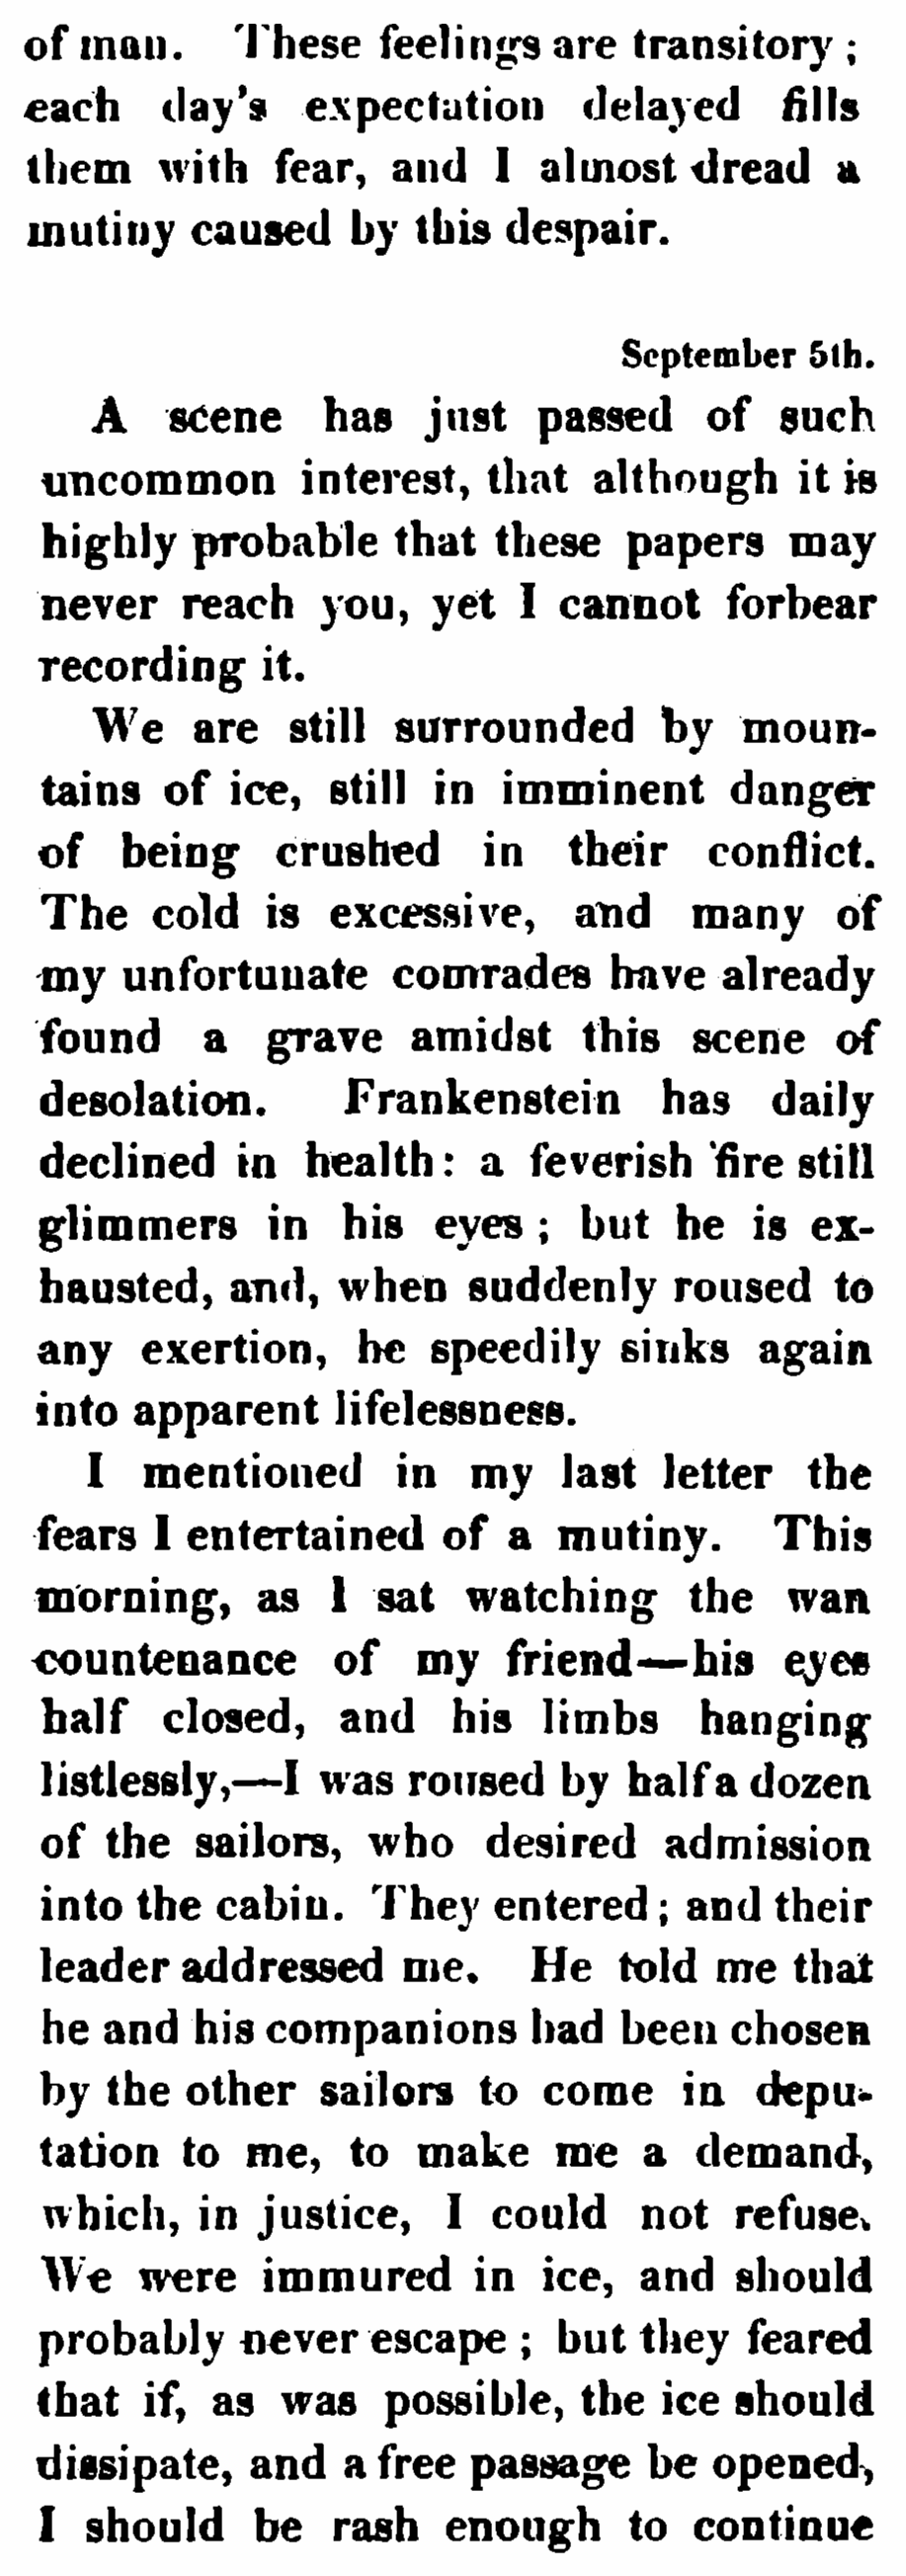 of man. These feelings are transitory ;
each day's expectation delayed fills
them with fear, and I almost dread a
mutiny caused by this despair.
September 5th.
A scene has just passed of such
uncommon interest, that although it is
highly probable that these papers may
never reach you, yet I cannot forbear
recording it.
We are still surrounded by moun-
tains of ice, still in imminent danger
of being crushed in their conflict.
The cold is excessive, and many of
my unfortunate comrades have already
found a grave amidst this scene of
desolation. Frankenstein has daily
declined in health: a feverish fire still
glimmers in his eyes ; but he is ex-
hausted, and, when suddenly roused to
any exertion, he speedily sinks again
into apparent lifelessness.
I mentioned in my last letter the
fears I entertained of a mutiny. This
morning, as I sat watching the wan
countenance of my friend—his eyes
half closed, and his limbs hanging
listlessly,—I was roused by half a dozen
of the sailors, who desired admission
into the cabin. They entered ; and their
leader addressed me. He told me that
he and his companions had been chosen
by the other sailors to come in depu-
tation to me, to make me a demand,
which, in justice, I could not refuse.
We were immured in ice, and should
probably never escape ; but they feared
that if, as was possible, the ice should
dissipate, and a free passage be opened,
I should be rash enough to continue